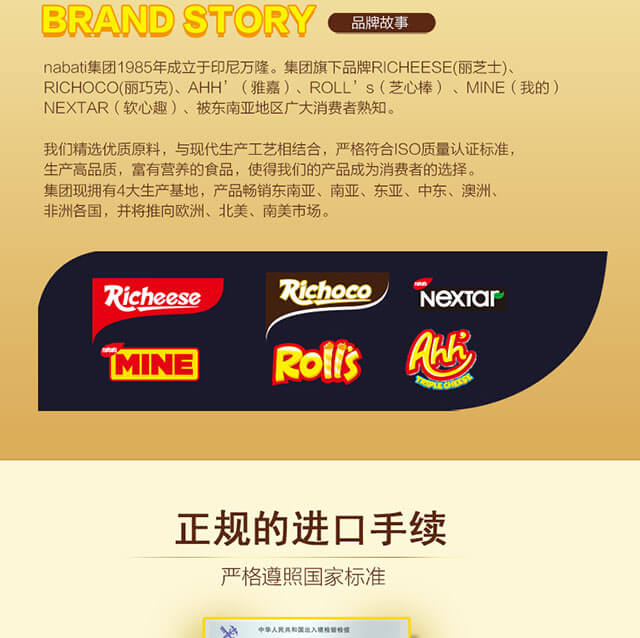 BRAND STORY 品牌故事
nabati集团1985年成立于印尼万隆。集团旗下品牌RICHEESE(丽芝士)、
RICHOCO(丽巧克)、AHH’（雅嘉）、ROLL’s（芝心棒）、MINE（我的）
NEXTAR（软心趣）、被东南亚地区广大消费者熟知。
我们精选优质原料，与现代生产工艺相结合，严格符合ISO质量认证标准，
生产高品质，富有营养的食品，使得我们的产品成为消费者的选择。
集团现拥有4大生产基地，产品畅销东南亚、南亚、东亚、中东、澳洲、
非洲各国，并将推向欧洲、北美、南美市场。
Richeese Richoco nabati Nextar
nabati MINE Roll's Ahh' TRIPLE CHEESE
正规的进口手续
严格遵照国家标准
中华人民共和国出入境检验检疫